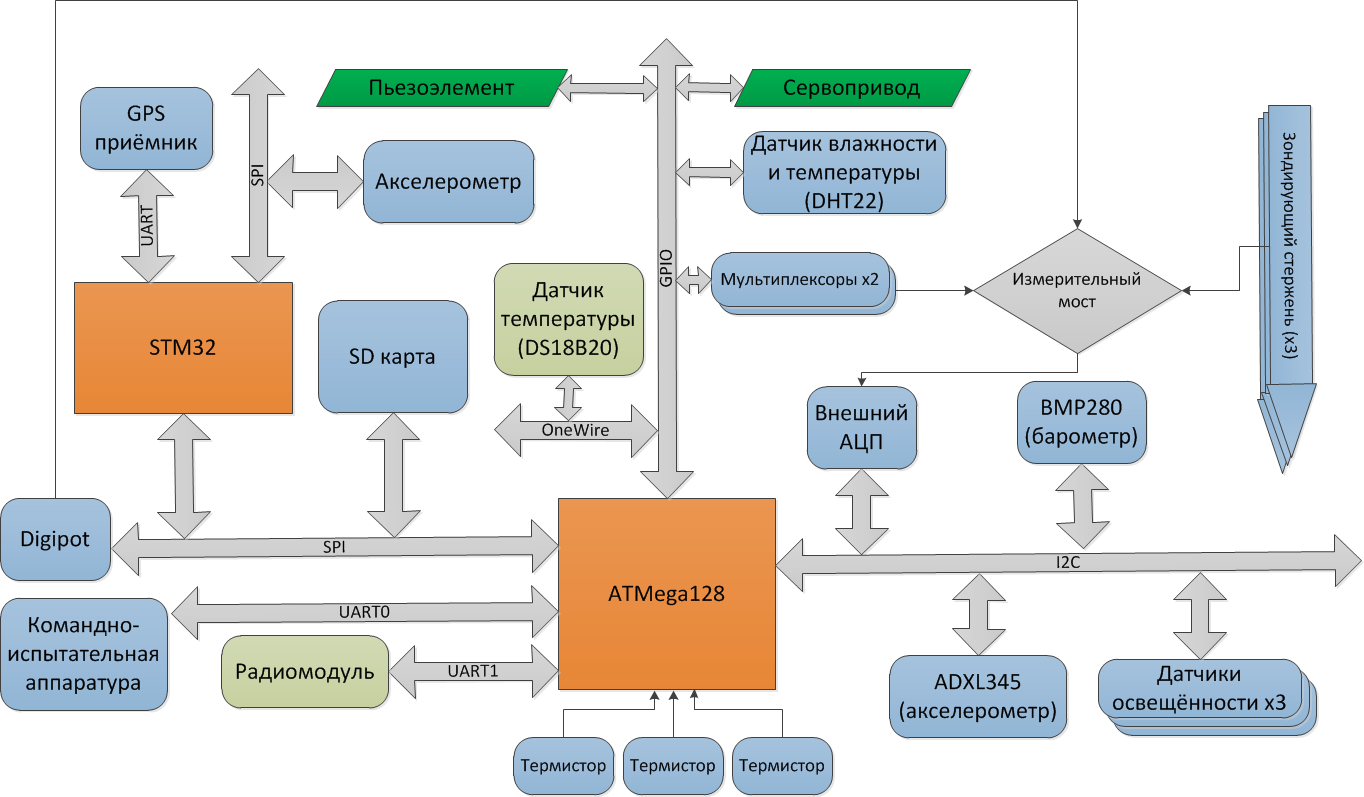 Пьезоэлемент
Сервопривод
GPS
приёмник
SPI
Акселерометр
Датчик влажности
и температуры
(DHT22)
Зондирующий стержень (x3)
UART
GPIO
Мультиплексоры x2
Измерительный
мост
Датчик
температуры
(DS18B20)
STM32
SD карта
OneWire
Внешний
АЦП
BMP280
(барометр)
Digipot
SPI
I2C
ATMega128
UART0
Командно-
испытательная
аппаратура
Радиомодуль
UART1
ADXL345
(акселерометр)
Датчики
освещённости x3
Термистор
Термистор
Термистор